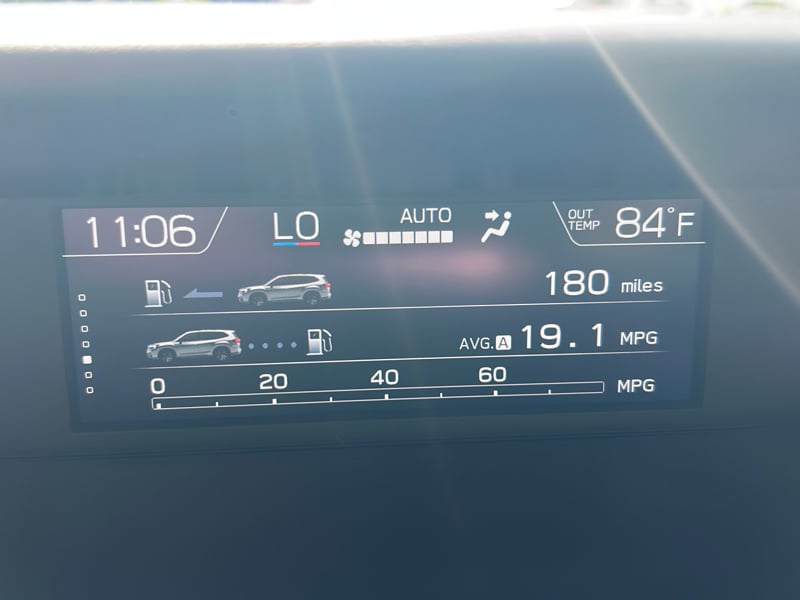 11:06 LO AUTO OUT TEMP 84°F
180 miles
AVG. A 19.1 MPG
0 20 40 60 MPG